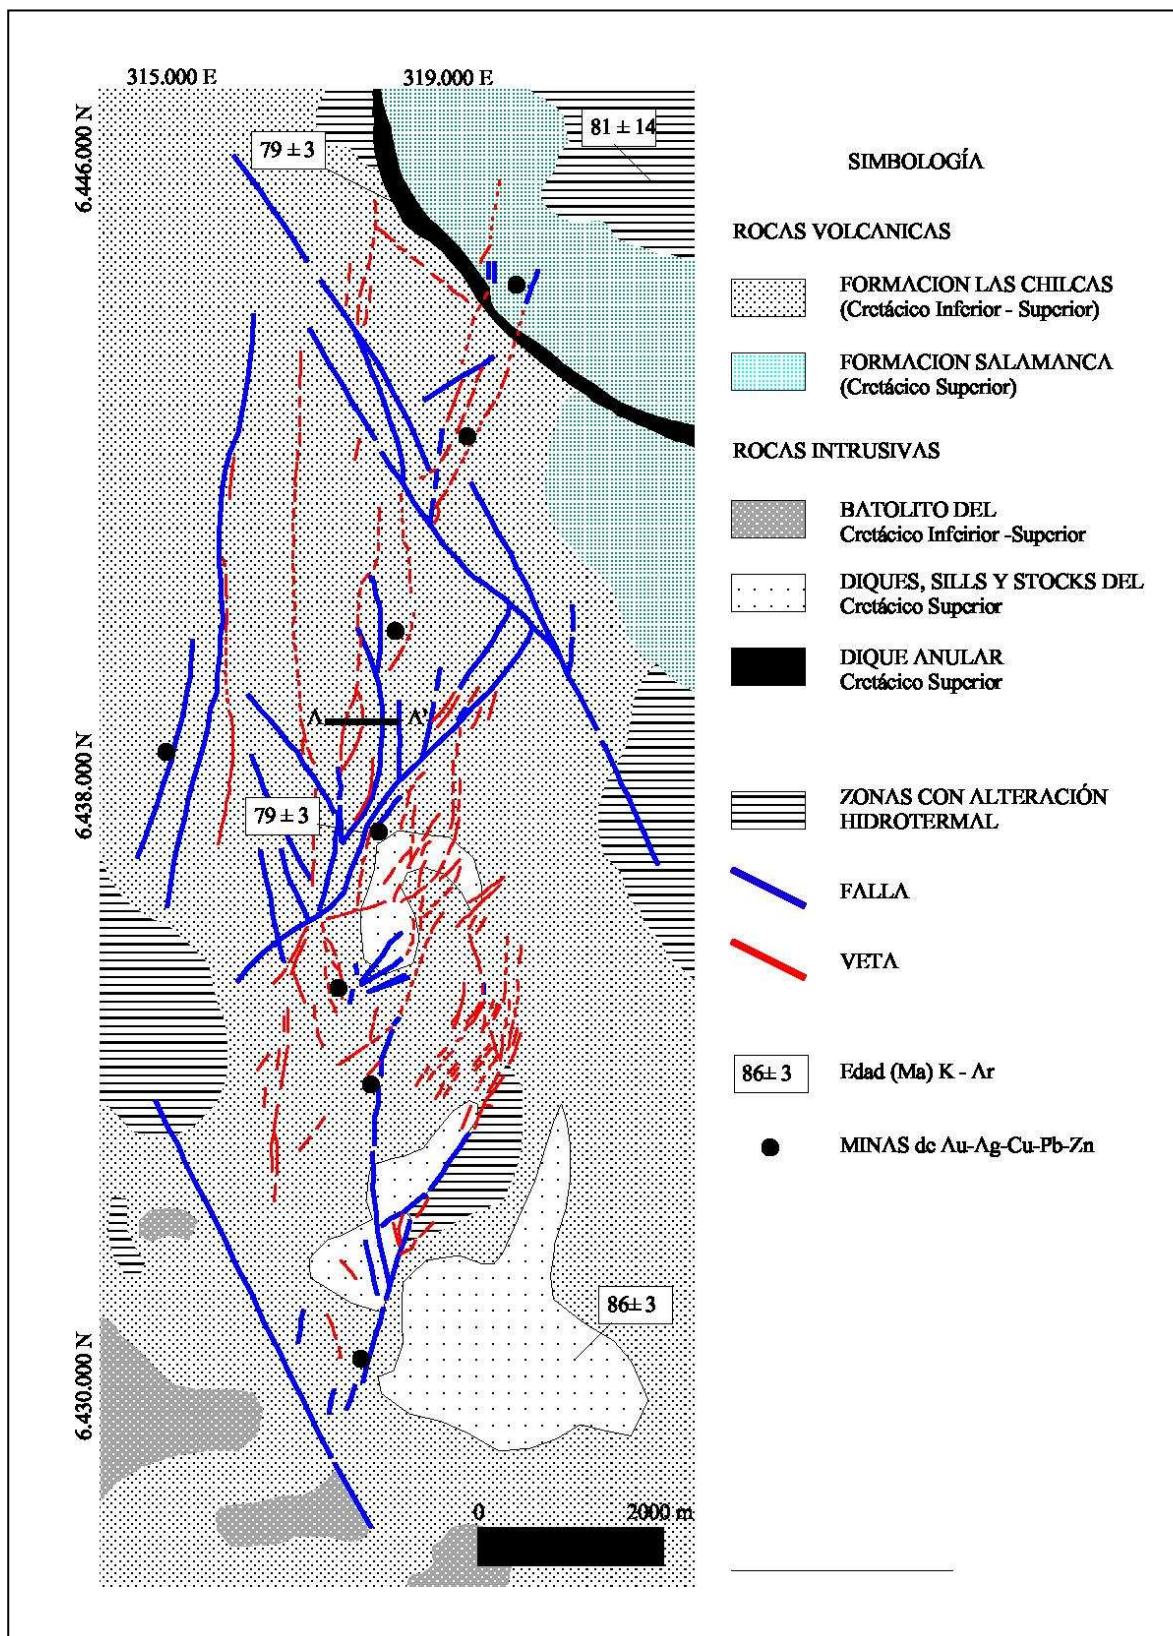 315.000 E
319.000 E
6.446.000 N
6.438.000 N
6.430.000 N
79 ± 3
81 ± 14
A
A'
79 ± 3
86± 3
0
2000 m
SIMBOLOGÍA
ROCAS VOLCANICAS
FORMACION LAS CHILCAS
(Cretácico Inferior - Superior)
FORMACION SALAMANCA
(Cretácico Superior)
ROCAS INTRUSIVAS
BATOLITO DEL
Cretácico Infeirior -Superior
DIQUES, SILLS Y STOCKS DEL
Cretácico Superior
DIQUE ANULAR
Cretácico Superior
ZONAS CON ALTERACIÓN
HIDROTERMAL
FALLA
VETA
86± 3
Edad (Ma) K - Ar
MINAS de Au-Ag-Cu-Pb-Zn